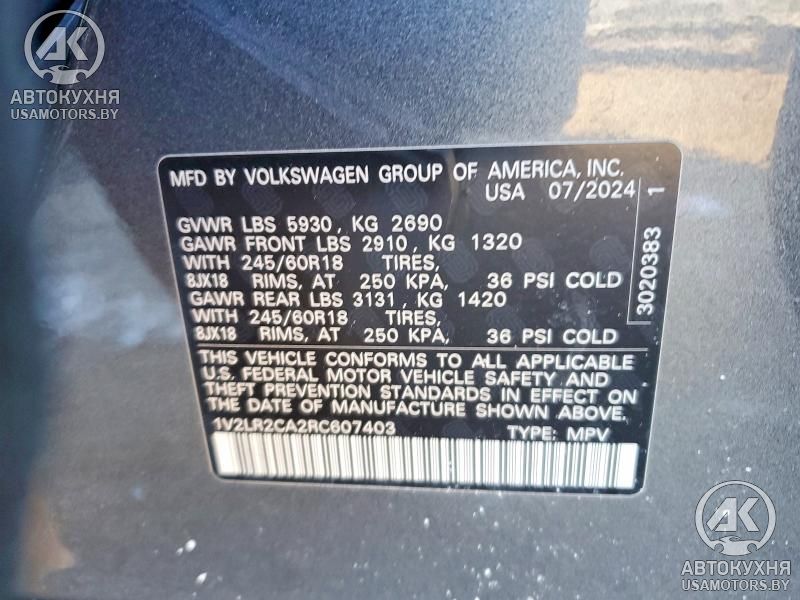 AK
АВТОКУХНЯ
USAMOTORS.BY
MFD BY VOLKSWAGEN GROUP OF AMERICA, INC.
USA 07/2024
GVWR LBS 5930, KG 2690
GAWR FRONT LBS 2910, KG 1320
WITH 245/60R18 TIRES,
8JX18 RIMS, AT 250 KPA, 36 PSI COLD
GAWR REAR LBS 3131, KG 1420
WITH 245/60R18 TIRES,
8JX18 RIMS, AT 250 KPA, 36 PSI COLD
THIS VEHICLE CONFORMS TO ALL APPLICABLE
U.S. FEDERAL MOTOR VEHICLE SAFETY AND
THEFT PREVENTION STANDARDS IN EFFECT ON
THE DATE OF MANUFACTURE SHOWN ABOVE.
1V2LR2CA2RC607403 TYPE: MPV
3020383 1
AK
АВТОКУХНЯ
USAMOTORS.BY